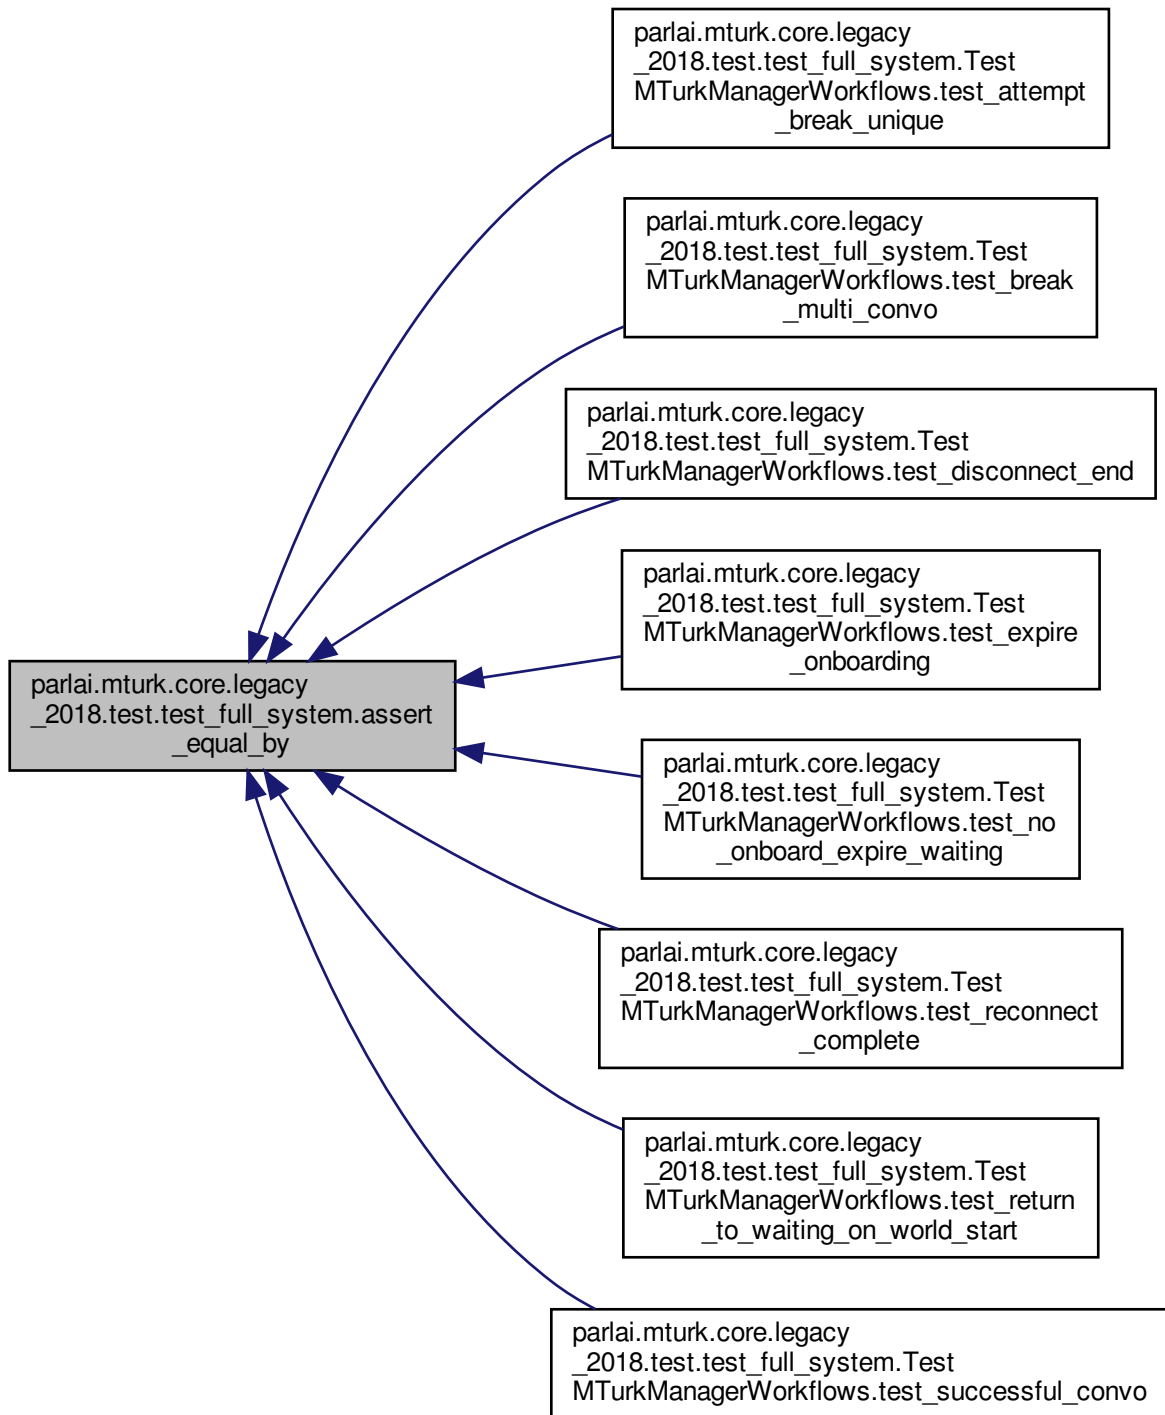 parlai.mturk.core.legacy
_2018.test.test_full_system.Test
MTurkManagerWorkflows.test_attempt
_break_unique
parlai.mturk.core.legacy
_2018.test.test_full_system.Test
MTurkManagerWorkflows.test_break
_multi_convo
parlai.mturk.core.legacy
_2018.test.test_full_system.Test
MTurkManagerWorkflows.test_disconnect_end
parlai.mturk.core.legacy
_2018.test.test_full_system.Test
MTurkManagerWorkflows.test_expire
_onboarding
parlai.mturk.core.legacy
_2018.test.test_full_system.assert
_equal_by
parlai.mturk.core.legacy
_2018.test.test_full_system.Test
MTurkManagerWorkflows.test_no
_onboard_expire_waiting
parlai.mturk.core.legacy
_2018.test.test_full_system.Test
MTurkManagerWorkflows.test_reconnect
_complete
parlai.mturk.core.legacy
_2018.test.test_full_system.Test
MTurkManagerWorkflows.test_return
_to_waiting_on_world_start
parlai.mturk.core.legacy
_2018.test.test_full_system.Test
MTurkManagerWorkflows.test_successful_convo